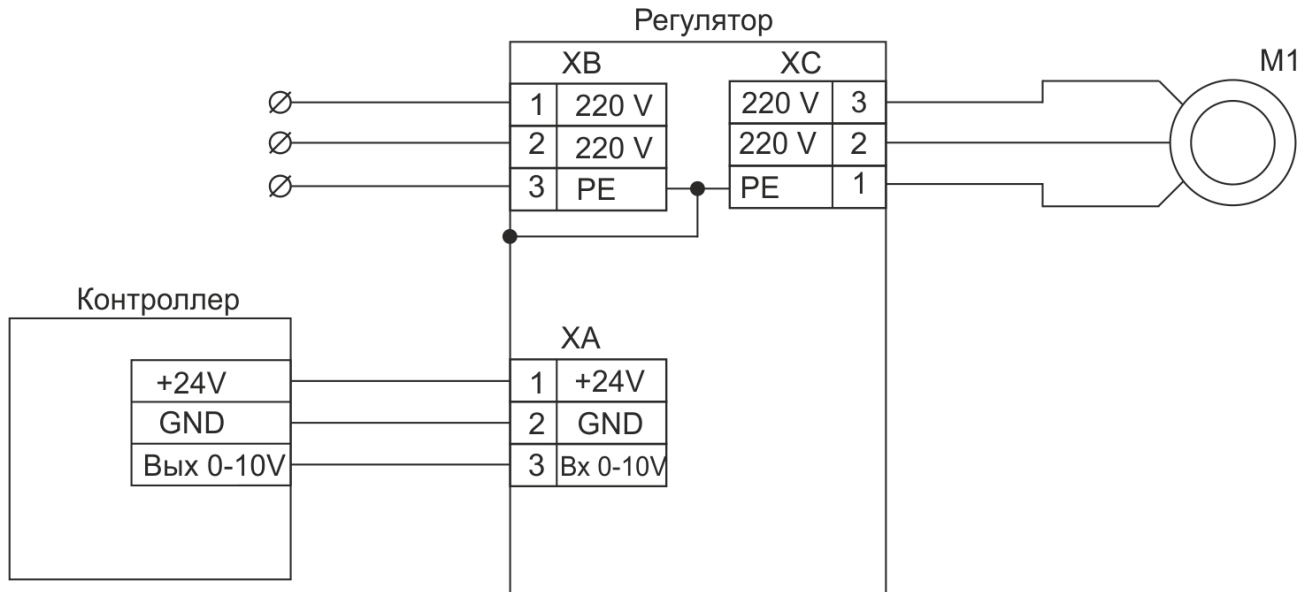 Регулятор
XB
XC
M1
1 220 V
220 V 3
2 220 V
220 V 2
3 PE
PE 1
Контроллер
XA
+24V
1 +24V
GND
2 GND
Вых 0-10V
3 Вх 0-10V